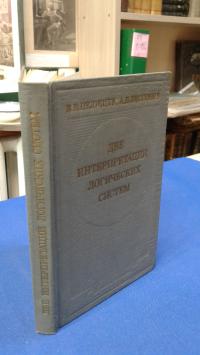 ДВЕ
ИНТЕРПРЕТАЦИИ
ЛОГИЧЕСКИХ
СИСТЕМ
ДВЕ ИНТЕРПРЕТАЦИИ ЛОГИЧЕСКИХ СИСТЕМ